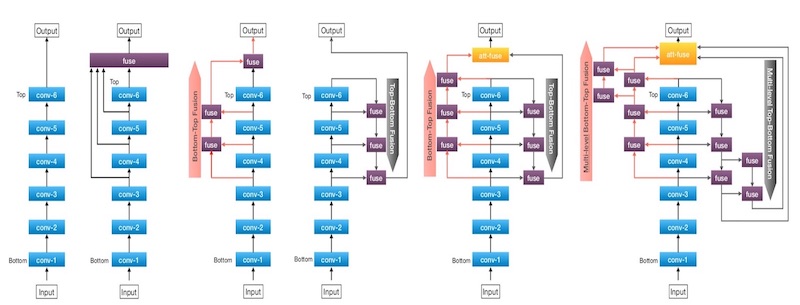 Output
Top
conv-6
conv-5
conv-4
conv-3
conv-2
Bottom
conv-1
Input
Output
fuse
Top
conv-6
conv-5
conv-4
conv-3
conv-2
Bottom
conv-1
Input
Output
fuse
Bottom-Top Fusion
Top
conv-6
fuse
conv-5
fuse
conv-4
conv-3
conv-2
Bottom
conv-1
Input
Output
Top
conv-6
Top-Bottom Fusion
fuse
conv-5
fuse
conv-4
fuse
conv-3
conv-2
Bottom
conv-1
Input
Output
att-fuse
Bottom-Top Fusion
fuse
Top
conv-6
Top-Bottom Fusion
fuse
fuse
conv-5
fuse
fuse
conv-4
fuse
conv-3
conv-2
Bottom
conv-1
Input
Output
att-fuse
Multi-level Bottom-Top Fusion
fuse
fuse
fuse
Top
conv-6
Multi-level Top-Bottom Fusion
fuse
fuse
conv-5
fuse
fuse
conv-4
fuse
fuse
conv-3
fuse
conv-2
Bottom
conv-1
Input